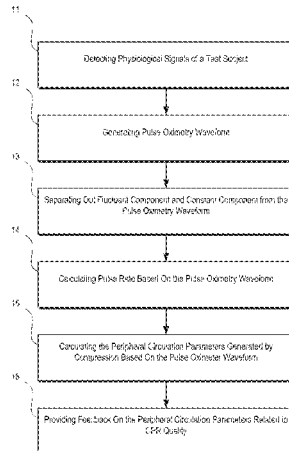 11
Detecting Physiological Signals of a Test Subject
12
Generating Pulse Oximetry Waveform
13
Separating Out Fluctuant Component and Constant Component from the
Pulse Oximetry Waveform
14
Calculating Pulse Rate Based On the Pulse Oximetry Waveform
15
Calculating the Peripheral Circulation Parameters Generated by
Compression Based On the Pulse Oximeter Waveform
16
Providing Feedback On the Peripheral Circulation Parameters Related to
CPR Quality